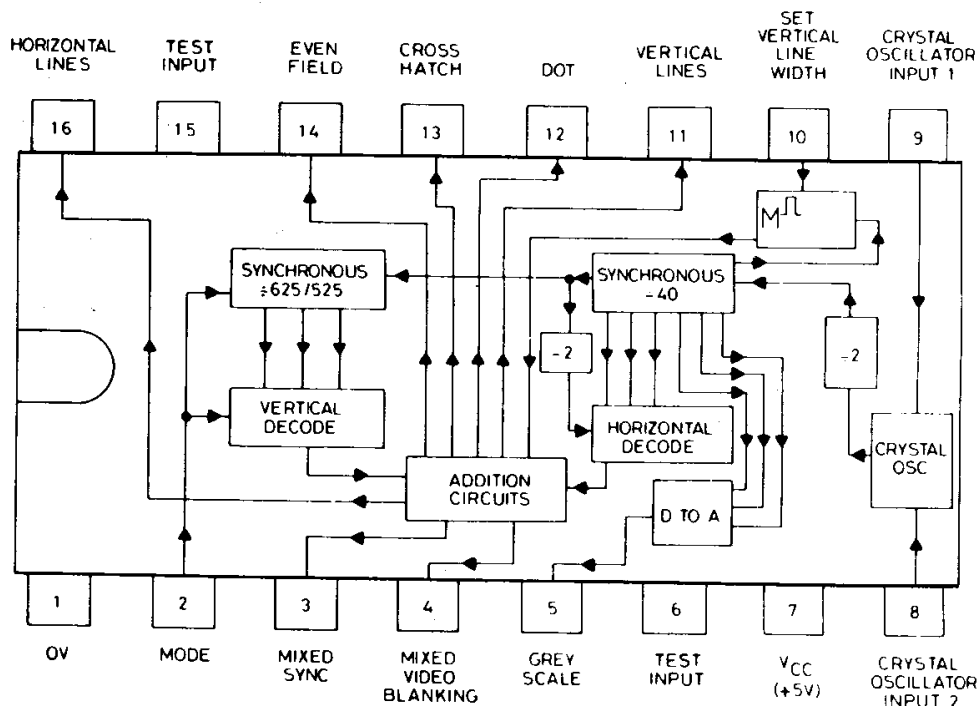 HORIZONTAL
LINES
TEST
INPUT
EVEN
FIELD
CROSS
HATCH
DOT
VERTICAL
LINES
SET
VERTICAL
LINE
WIDTH
CRYSTAL
OSCILLATOR
INPUT 1
16
15
14
13
12
11
10
9
M
SYNCHRONOUS
÷625/525
SYNCHRONOUS
-40
-2
-2
VERTICAL
DECODE
HORIZONTAL
DECODE
CRYSTAL
OSC
ADDITION
CIRCUITS
D TO A
1
2
3
4
5
6
7
8
OV
MODE
MIXED
SYNC
MIXED
VIDEO
BLANKING
GREY
SCALE
TEST
INPUT
VCC
(+5V)
CRYSTAL
OSCILLATOR
INPUT 2